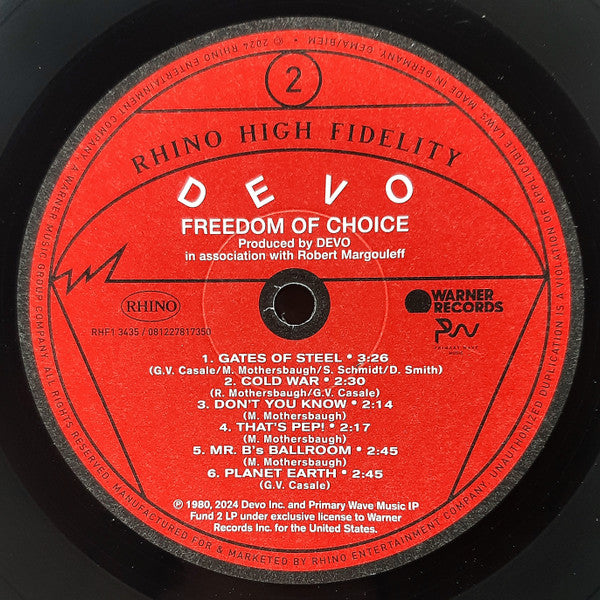 2
RHINO HIGH FIDELITY
DEVO
FREEDOM OF CHOICE
Produced by DEVO
in association with Robert Margouleff
RHINO
RHF1 3435 / 081227817350
WARNER
RECORDS
PRIMARY WAVE
MUSIC
1. GATES OF STEEL • 3:26
(G.V. Casale/M. Mothersbaugh/S. Schmidt/D. Smith)
2. COLD WAR • 2:30
(R. Mothersbaugh/G.V. Casale)
3. DON'T YOU KNOW • 2:14
(M. Mothersbaugh)
4. THAT'S PEP! • 2:17
(M. Mothersbaugh)
5. MR. B's BALLROOM • 2:45
(M. Mothersbaugh)
6. PLANET EARTH • 2:45
(G.V. Casale)
℗ 1980, 2024 Devo Inc. and Primary Wave Music IP
Fund 2 LP under exclusive license to Warner
Records Inc. for the United States.
MANUFACTURED FOR & MARKETED BY RHINO ENTERTAINMENT COMPANY. UNAUTHORIZED DUPLICATION IS A VIOLATION OF APPLICABLE LAWS. MADE IN GERMANY. GEMA/BIEM
℗ © 2024 RHINO ENTERTAINMENT COMPANY, A WARNER MUSIC GROUP COMPANY. ALL RIGHTS RESERVED.